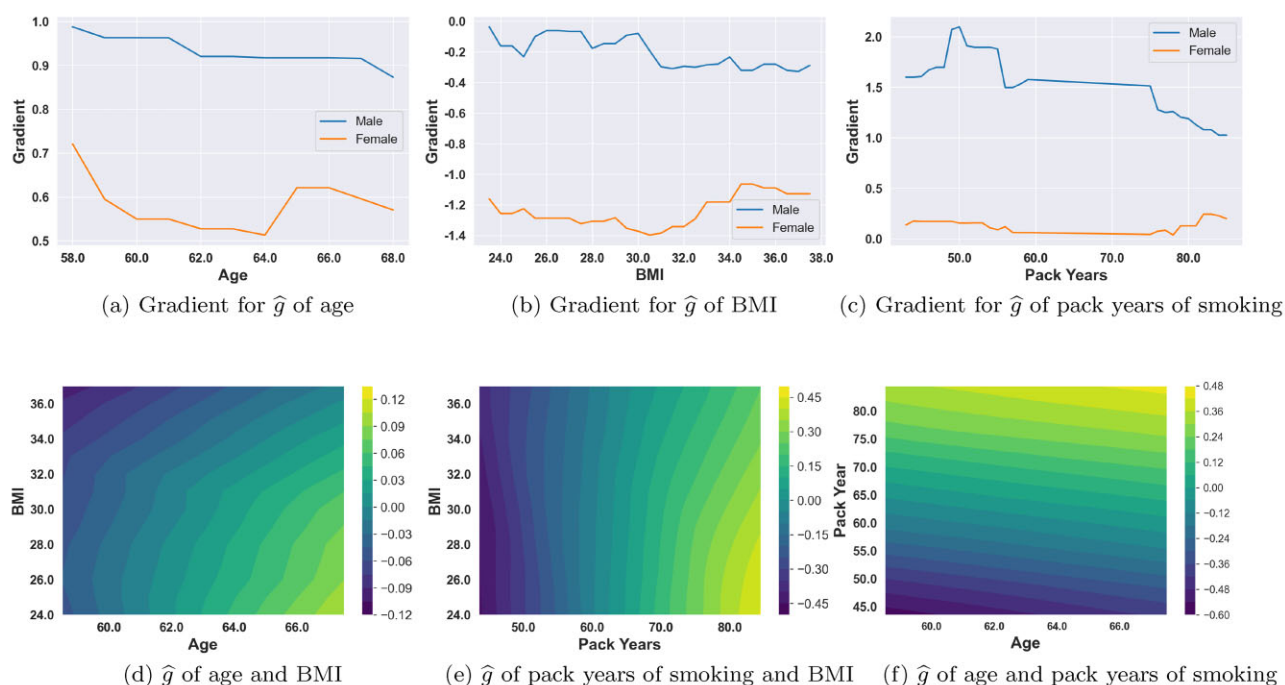 1.0
0.9
0.8
0.7
0.6
0.5
Gradient
Male
Female
58.0 60.0 62.0 64.0 66.0 68.0
Age
(a) Gradient for ĝ of age
0.0
−0.2
−0.4
−0.6
−0.8
−1.0
−1.2
−1.4
Gradient
Male
Female
24.0 26.0 28.0 30.0 32.0 34.0 36.0 38.0
BMI
(b) Gradient for ĝ of BMI
2.0
1.5
1.0
0.5
0.0
Gradient
Male
Female
50.0 60.0 70.0 80.0
Pack Years
(c) Gradient for ĝ of pack years of smoking
36.0
34.0
32.0
30.0
28.0
26.0
24.0
BMI
60.0 62.0 64.0 66.0
Age
0.12
0.09
0.06
0.03
0.00
−0.03
−0.06
−0.09
−0.12
(d) ĝ of age and BMI
36.0
34.0
32.0
30.0
28.0
26.0
24.0
BMI
50.0 60.0 70.0 80.0
Pack Years
0.45
0.30
0.15
0.00
−0.15
−0.30
−0.45
(e) ĝ of pack years of smoking and BMI
80.0
75.0
70.0
65.0
60.0
55.0
50.0
45.0
Pack Year
60.0 62.0 64.0 66.0
Age
0.48
0.36
0.24
0.12
0.00
−0.12
−0.24
−0.36
−0.48
−0.60
(f) ĝ of age and pack years of smoking